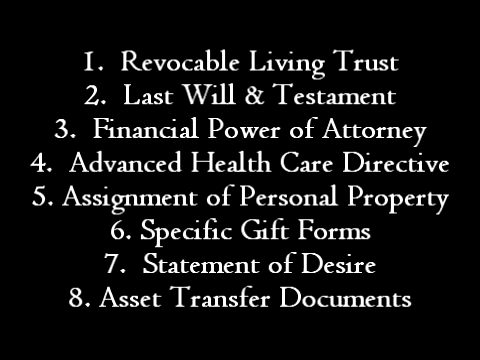 1. Revocable Living Trust
2. Last Will & Testament
3. Financial Power of Attorney
4. Advanced Health Care Directive
5. Assignment of Personal Property
6. Specific Gift Forms
7. Statement of Desire
8. Asset Transfer Documents